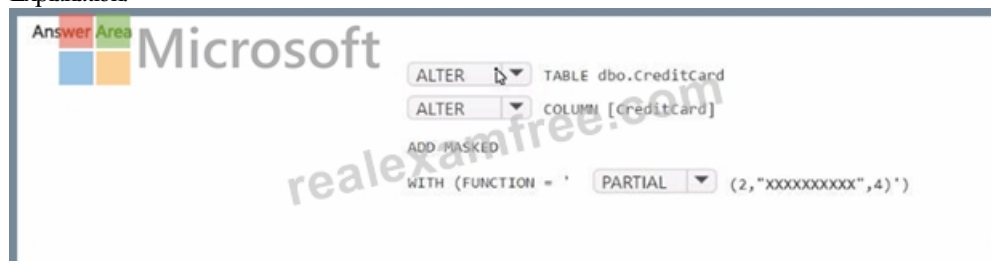 Answer Area
Microsoft
ALTER TABLE dbo.CreditCard
ALTER COLUMN [CreditCard]
ADD MASKED
WITH (FUNCTION = ' PARTIAL (2,"XXXXXXXXXX",4)')
realexamfree.com